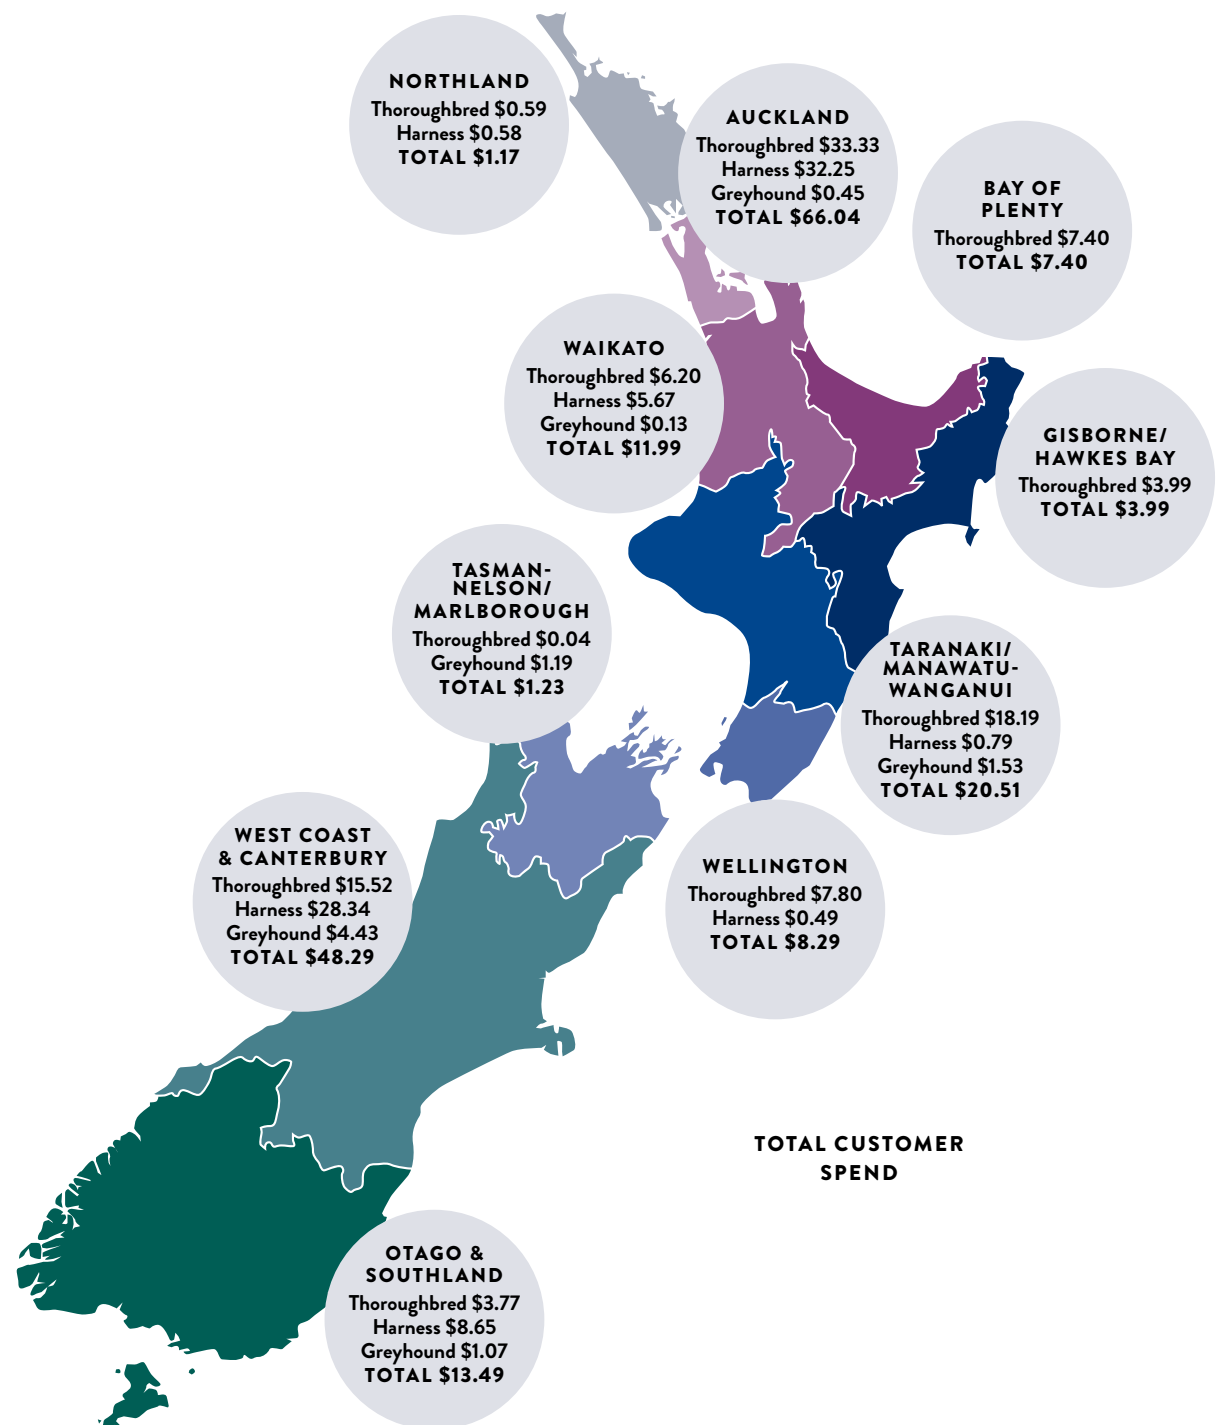 NORTHLAND
Thoroughbred $0.59
Harness $0.58
TOTAL $1.17
AUCKLAND
Thoroughbred $33.33
Harness $32.25
Greyhound $0.45
TOTAL $66.04
BAY OF
PLENTY
Thoroughbred $7.40
TOTAL $7.40
WAIKATO
Thoroughbred $6.20
Harness $5.67
Greyhound $0.13
TOTAL $11.99
GISBORNE/
HAWKES BAY
Thoroughbred $3.99
TOTAL $3.99
TASMAN-
NELSON/
MARLBOROUGH
Thoroughbred $0.04
Greyhound $1.19
TOTAL $1.23
TARANAKI/
MANAWATU-
WANGANUI
Thoroughbred $18.19
Harness $0.79
Greyhound $1.53
TOTAL $20.51
WEST COAST
& CANTERBURY
Thoroughbred $15.52
Harness $28.34
Greyhound $4.43
TOTAL $48.29
WELLINGTON
Thoroughbred $7.80
Harness $0.49
TOTAL $8.29
TOTAL CUSTOMER
SPEND
OTAGO &
SOUTHLAND
Thoroughbred $3.77
Harness $8.65
Greyhound $1.07
TOTAL $13.49